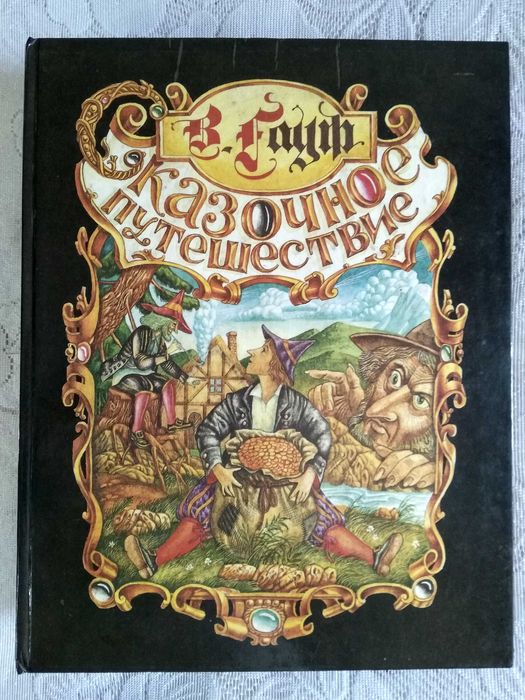 В. Гауф
Сказочное
путешествие